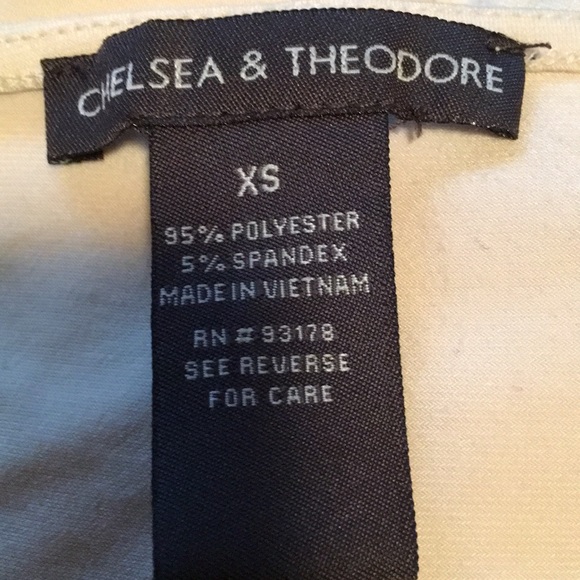 CHELSEA & THEODORE
XS
95% POLYESTER
5% SPANDEX
MADE IN VIETNAM
RN # 93178
SEE REVERSE
FOR CARE